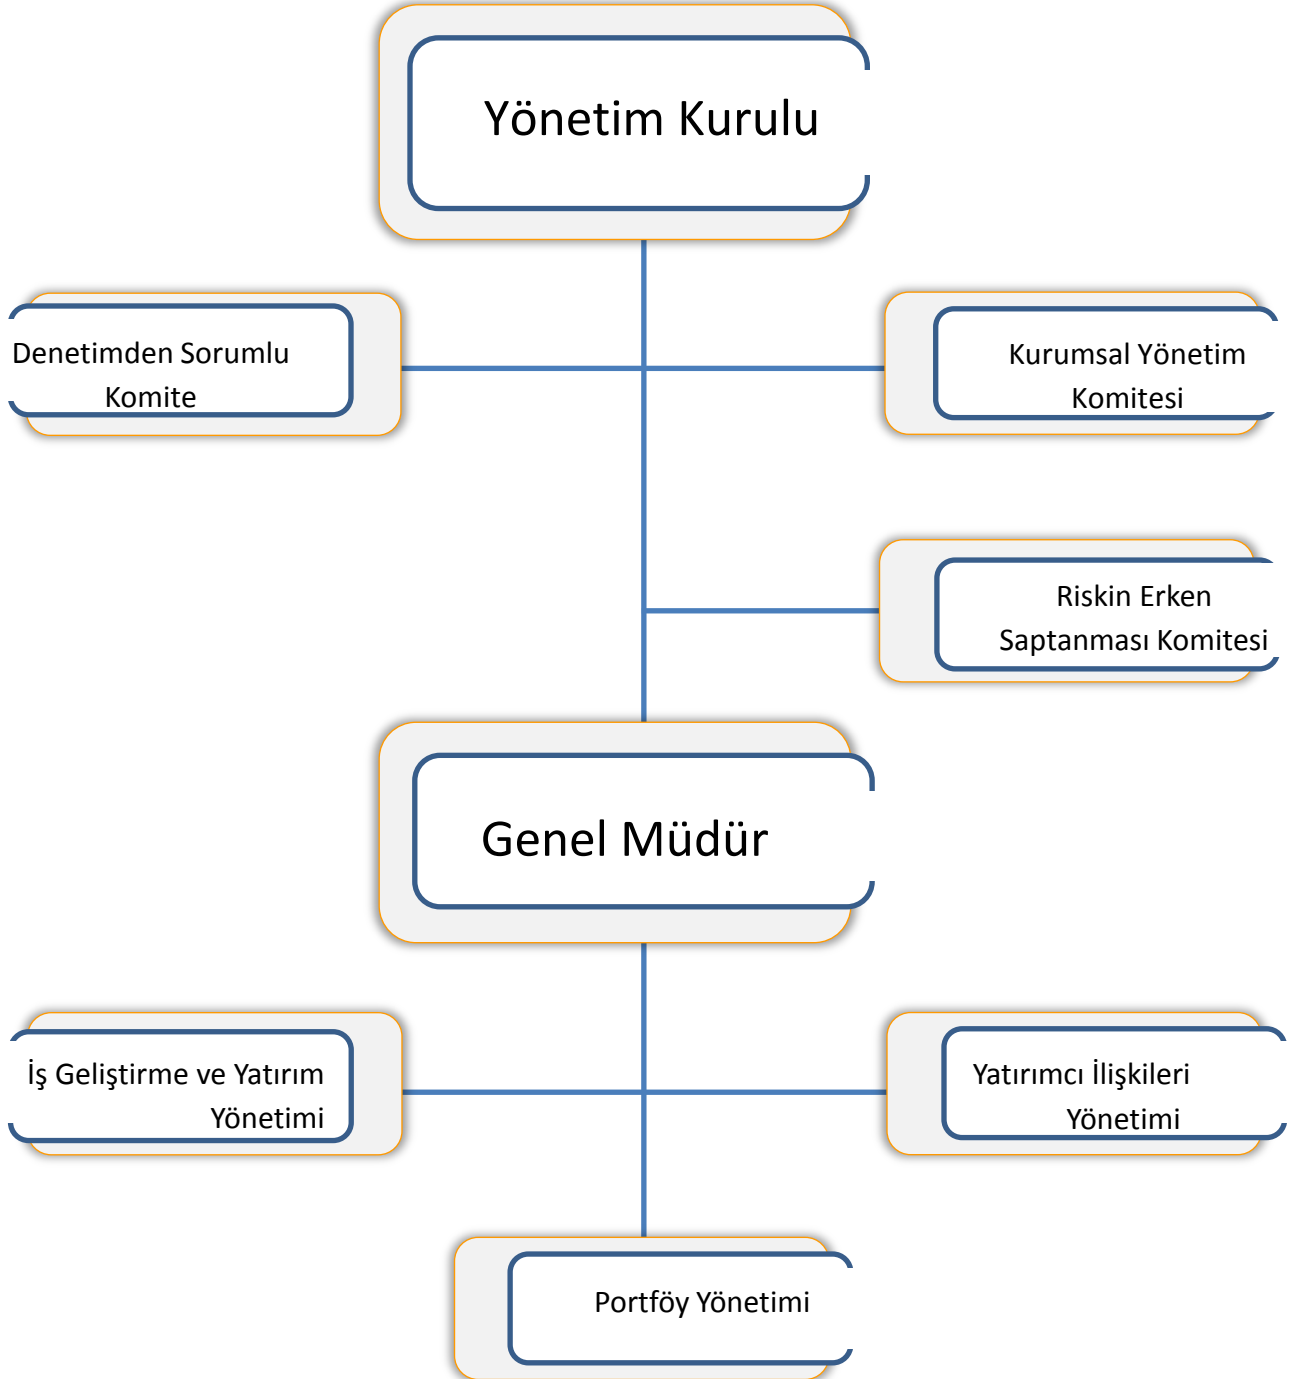 Yönetim Kurulu
Denetimden Sorumlu
Komite
Kurumsal Yönetim
Komitesi
Riskin Erken
Saptanması Komitesi
Genel Müdür
İş Geliştirme ve Yatırım
Yönetimi
Yatırımcı İlişkileri
Yönetimi
Portföy Yönetimi